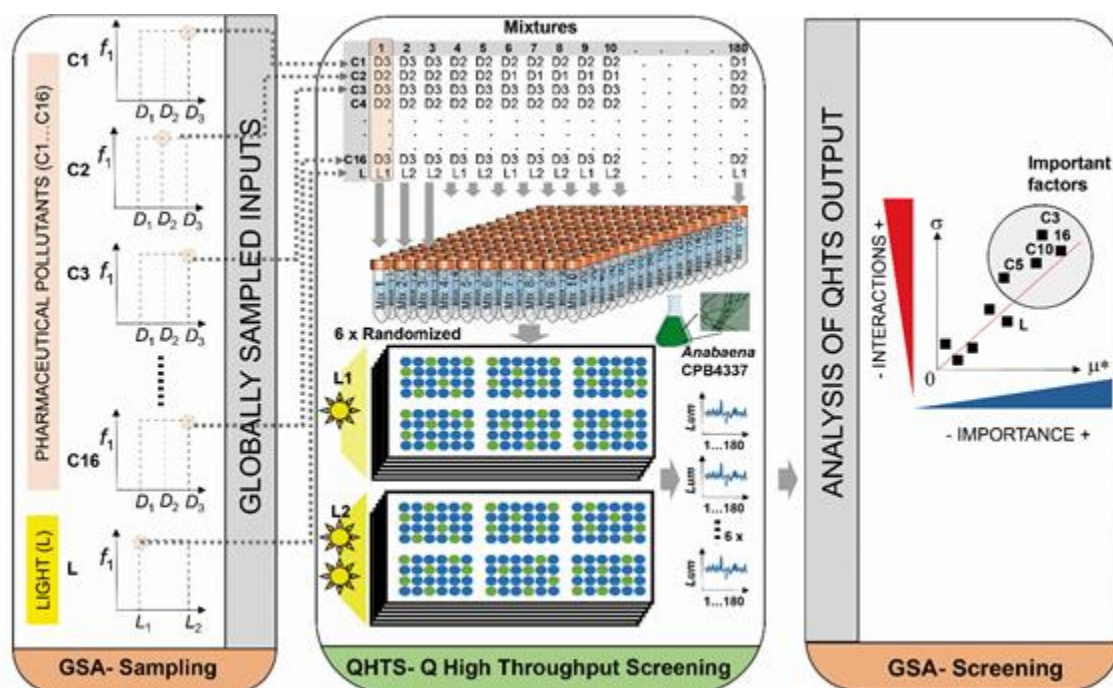 PHARMACEUTICAL POLLUTANTS (C1...C16)
LIGHT (L)
C1
f1
D1 D2 D3
C2
f1
D1 D2 D3
C3
f1
D1 D2 D3
C16
f1
D1 D2 D3
L
f1
L1 L2
GLOBALLY SAMPLED INPUTS
GSA- Sampling
Mixtures
1 2 3 4 5 6 7 8 9 10 . . . . 180
C1 D3 D3 D3 D2 D2 D2 D2 D2 D2 D2 . . . . D1
C2 D2 D2 D2 D2 D2 D1 D1 D1 D1 D1 . . . . D2
C3 D3 D3 D3 D3 D3 D3 D3 D3 D3 D3 . . . . D2
C4 D2 D2 D2 D2 D2 D2 D2 D2 D2 D2 . . . . D2
C16 D3 D3 D3 D3 D3 D3 D3 D3 D3 D2 . . . . D2
L L1 L2 L2 L1 L2 L1 L2 L2 L1 L2 . . . . L1
Mix 1
6 x Randomized
Anabaena
CPB4337
L1
Lum
1...180
Lum
1...180
6 x
L2
Lum
1...180
QHTS- Q High Throughput Screening
ANALYSIS OF QHTS OUTPUT
Important
factors
- INTERACTIONS +
σ
C3
16
C10
C5
L
0
μ*
- IMPORTANCE +
GSA- Screening